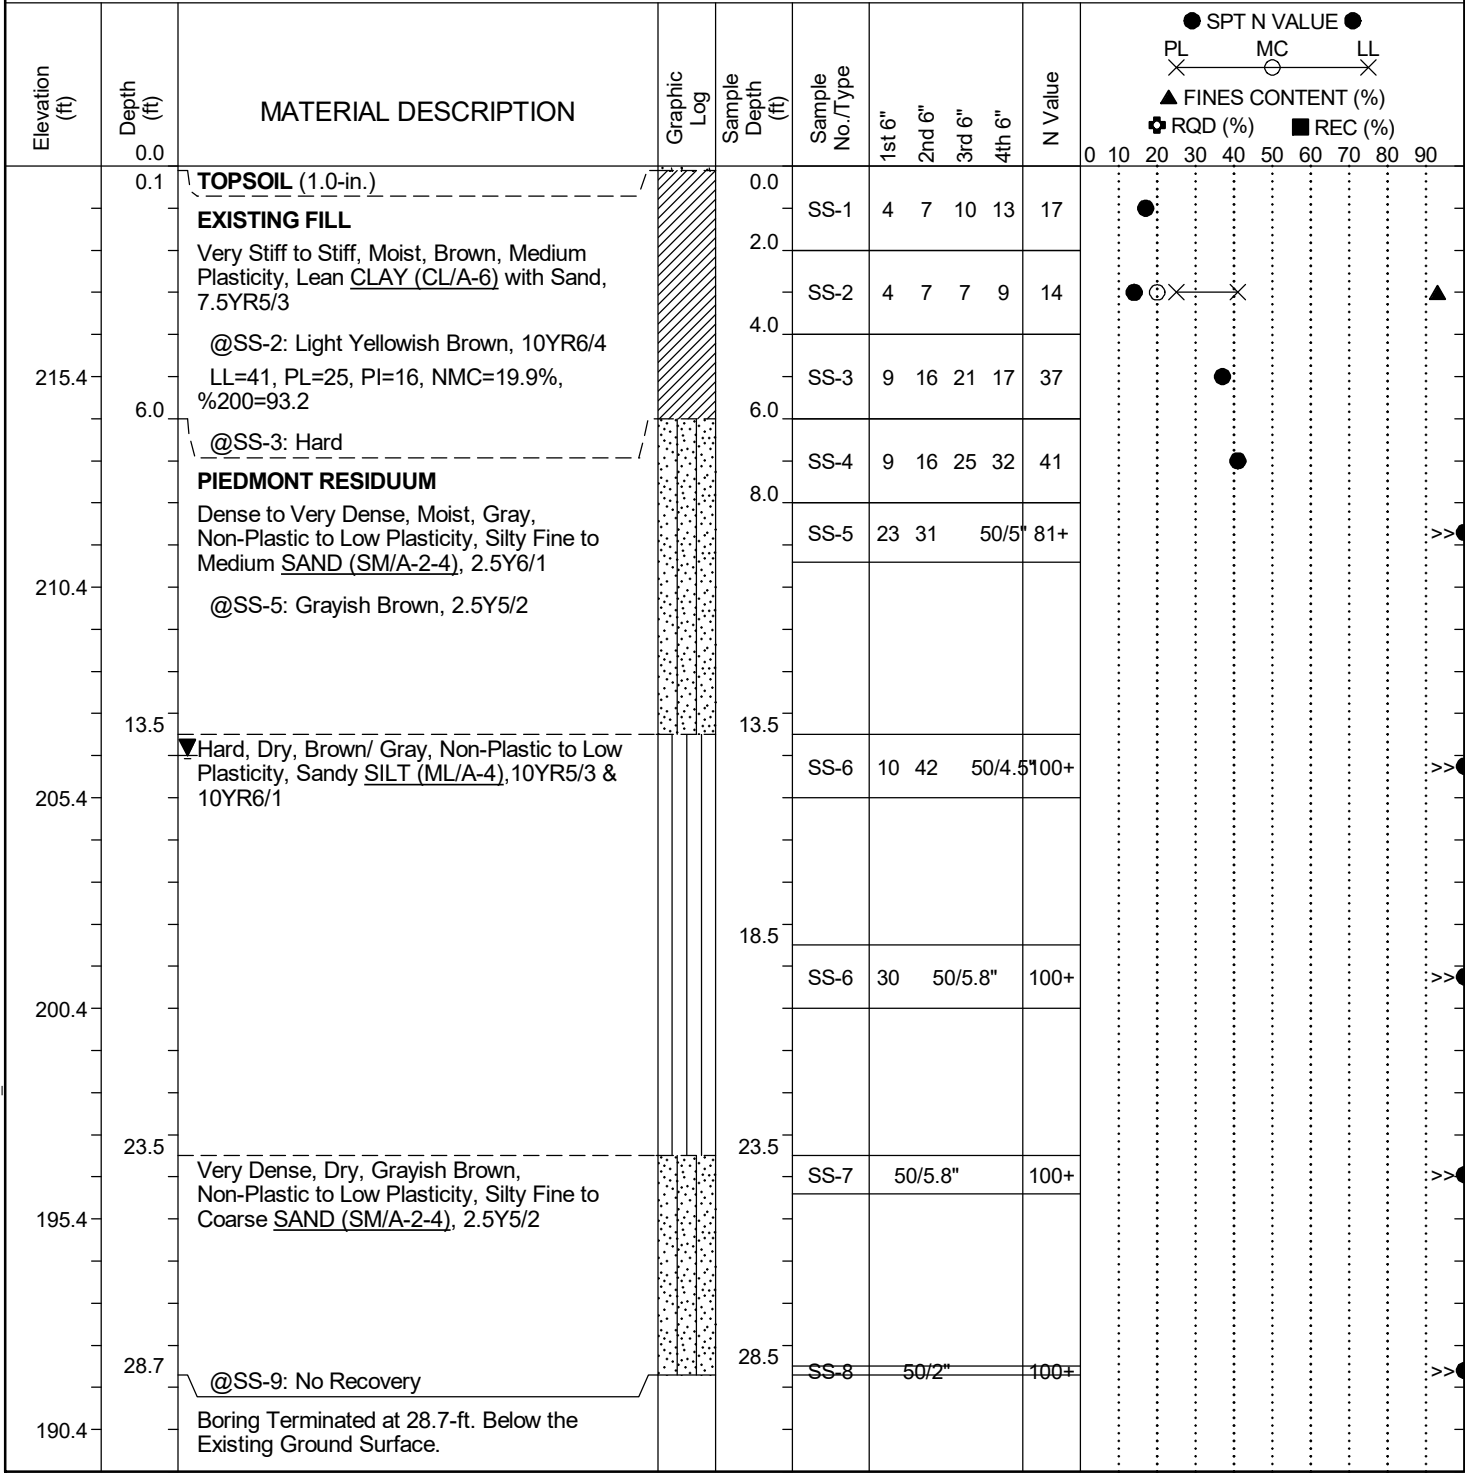 ● SPT N VALUE ●
PL MC LL
▲ FINES CONTENT (%)
RQD (%) ■ REC (%)
Elevation (ft)
Depth (ft)
MATERIAL DESCRIPTION
Graphic Log
Sample Depth (ft)
Sample No./Type
1st 6"
2nd 6"
3rd 6"
4th 6"
N Value
0.0
0 10 20 30 40 50 60 70 80 90
0.1 TOPSOIL (1.0-in.) 0.0
EXISTING FILL
SS-1 4 7 10 13 17
Very Stiff to Stiff, Moist, Brown, Medium
2.0
Plasticity, Lean CLAY (CL/A-6) with Sand,
7.5YR5/3
SS-2 4 7 7 9 14
4.0
@SS-2: Light Yellowish Brown, 10YR6/4
215.4
LL=41, PL=25, PI=16, NMC=19.9%,
SS-3 9 16 21 17 37
%200=93.2
6.0 6.0
@SS-3: Hard
SS-4 9 16 25 32 41
PIEDMONT RESIDUUM
8.0
Dense to Very Dense, Moist, Gray,
Non-Plastic to Low Plasticity, Silty Fine to
SS-5 23 31 50/5" 81+ >>
Medium SAND (SM/A-2-4), 2.5Y6/1
210.4
@SS-5: Grayish Brown, 2.5Y5/2
13.5 13.5
Hard, Dry, Brown/ Gray, Non-Plastic to Low
Plasticity, Sandy SILT (ML/A-4),10YR5/3 &
SS-6 10 42 50/4.5" 100+ >>
205.4
10YR6/1
18.5
SS-6 30 50/5.8" 100+ >>
200.4
23.5 23.5
Very Dense, Dry, Grayish Brown,
SS-7 50/5.8" 100+ >>
Non-Plastic to Low Plasticity, Silty Fine to
195.4
Coarse SAND (SM/A-2-4), 2.5Y5/2
28.7 28.5
SS-8 50/2" 100+ >>
@SS-9: No Recovery
Boring Terminated at 28.7-ft. Below the
190.4
Existing Ground Surface.